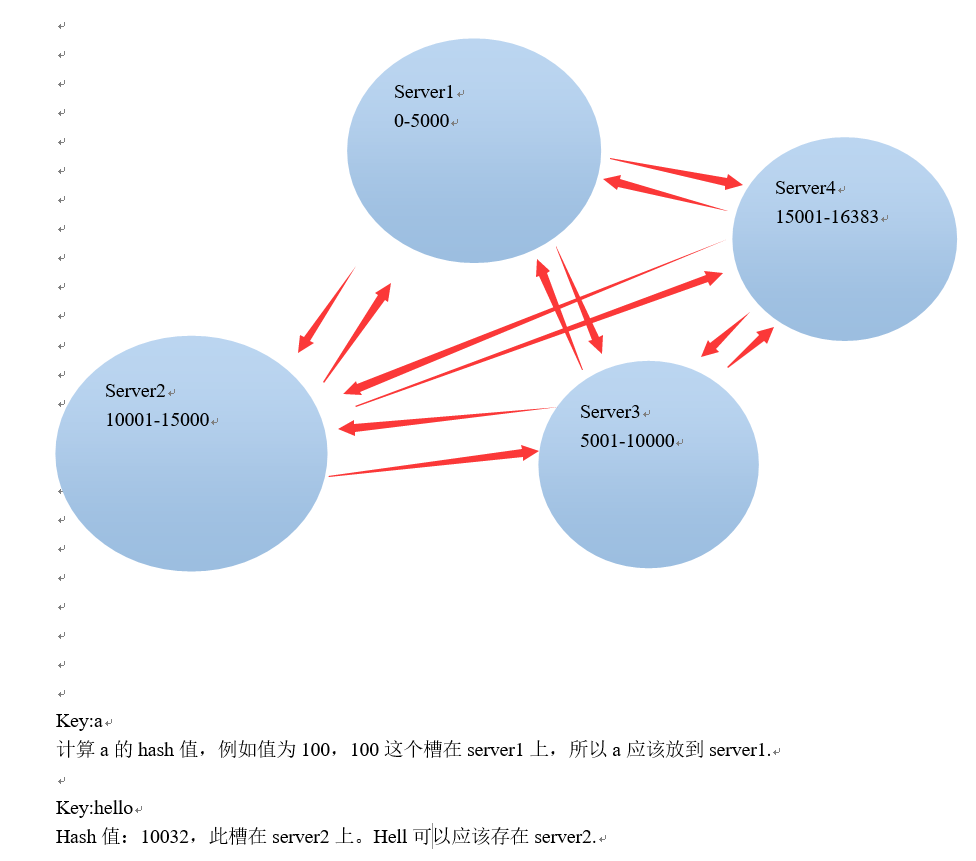 Server1
0-5000
Server4
15001-16383
Server2
10001-15000
Server3
5001-10000
Key:a
计算 a 的 hash 值，例如值为 100，100 这个槽在 server1 上，所以 a 应该放到 server1.
Key:hello
Hash 值：10032，此槽在 server2 上。Hell 可以应该存在 server2.